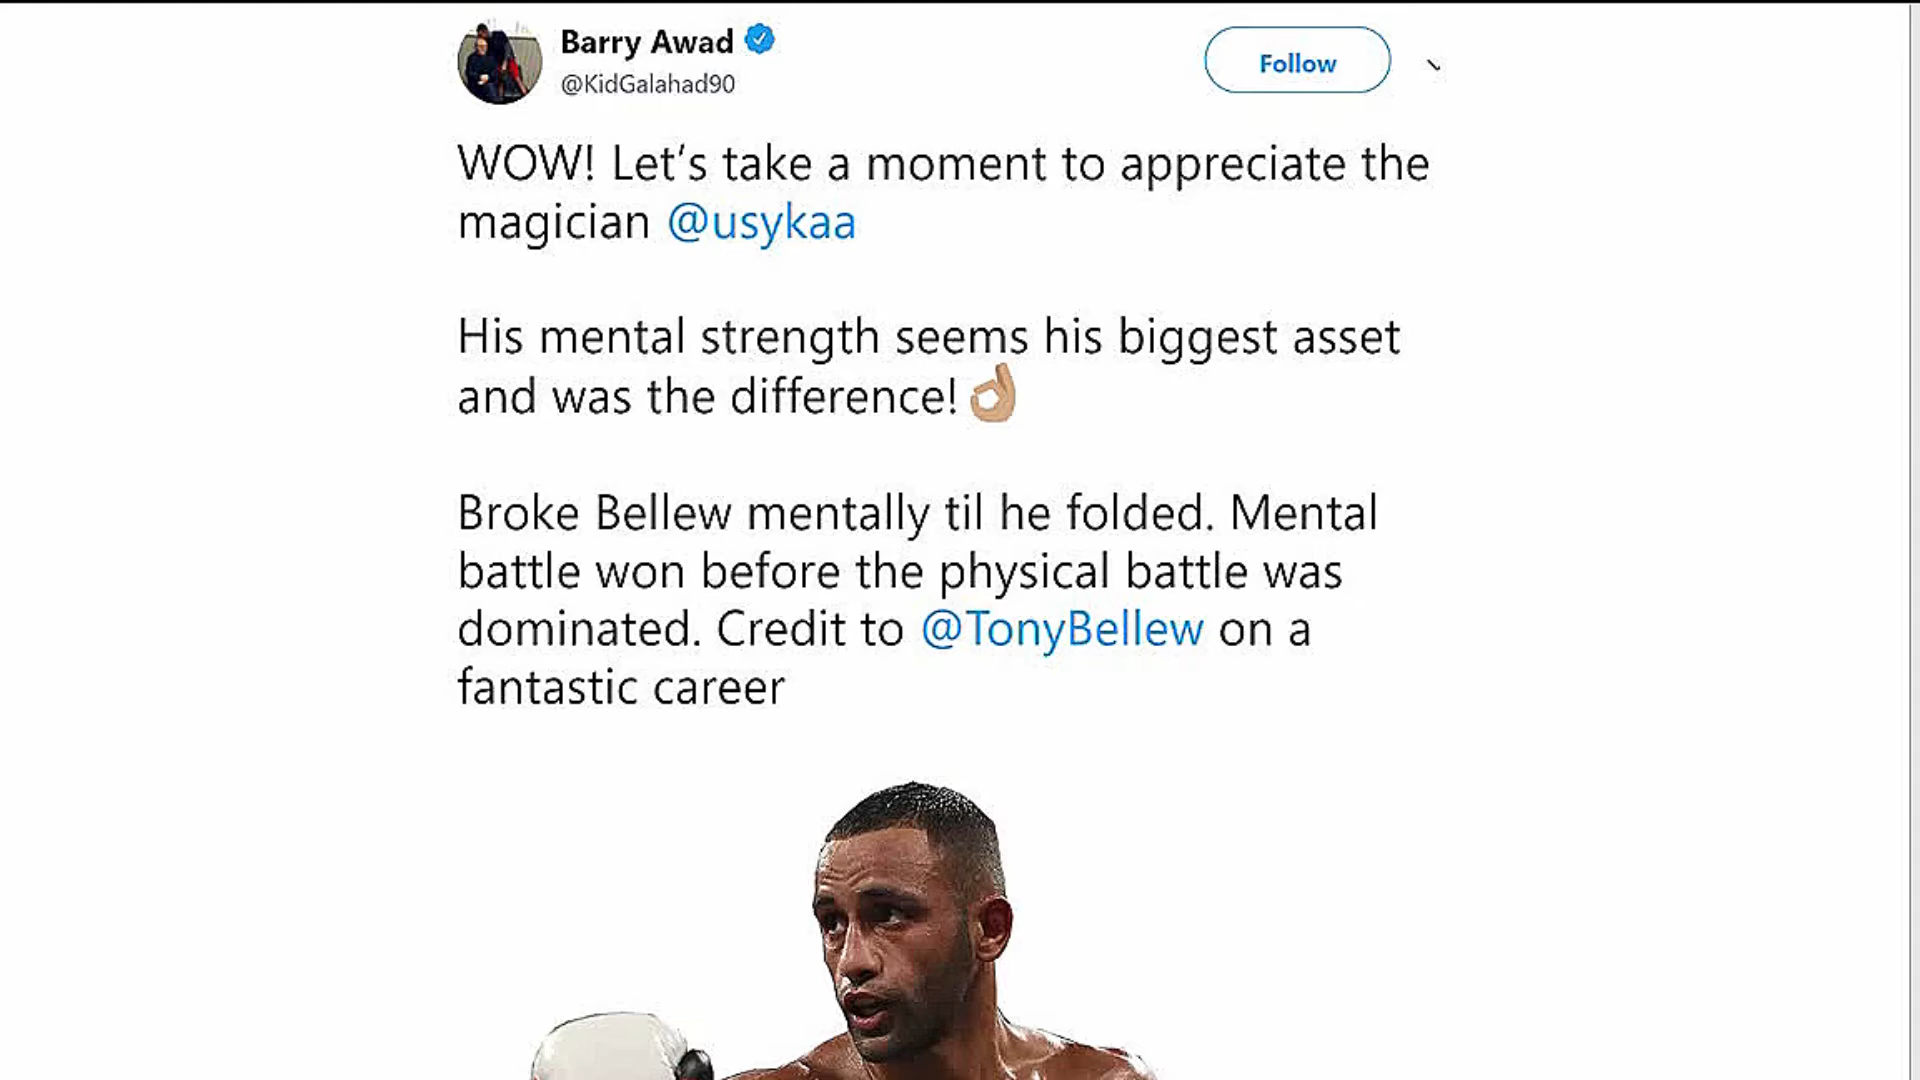 Barry Awad
@KidGalahad90
Follow
WOW! Let's take a moment to appreciate the
magician @usykaa
His mental strength seems his biggest asset
and was the difference!👌🏽
Broke Bellew mentally til he folded. Mental
battle won before the physical battle was
dominated. Credit to @TonyBellew on a
fantastic career